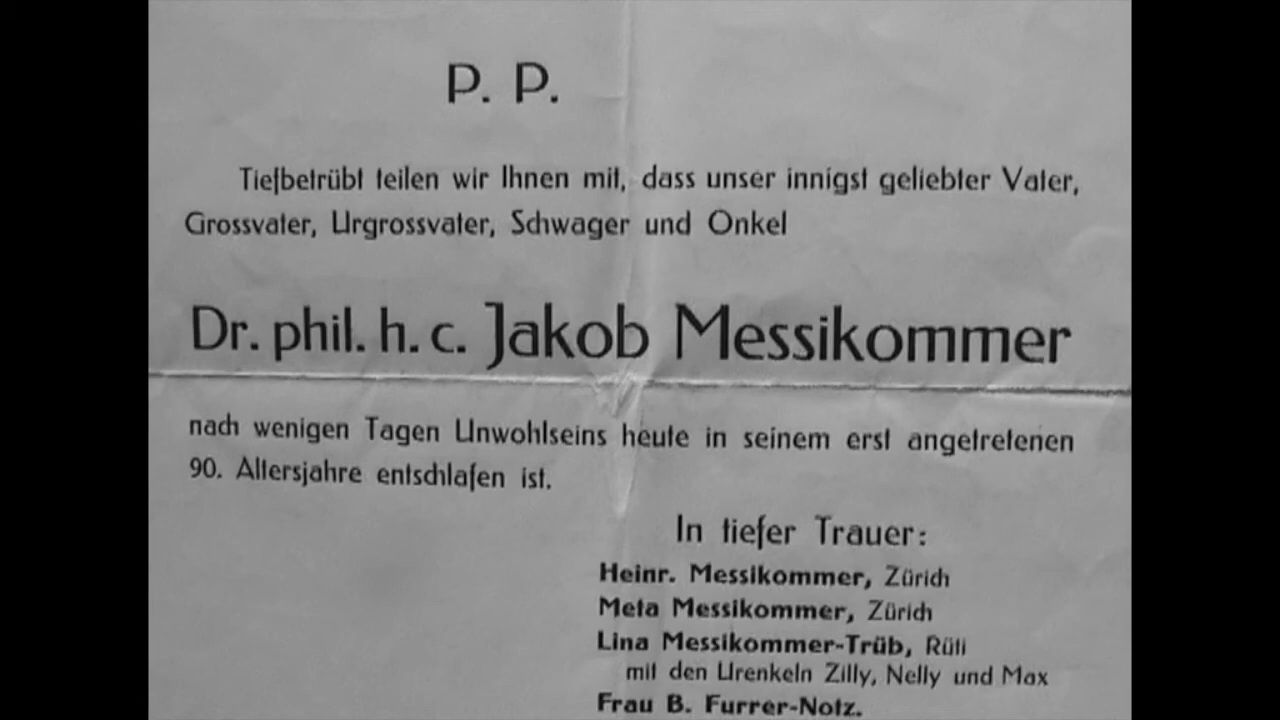 P. P.
Tiefbetrübt teilen wir Ihnen mit, dass unser innigst geliebter Vater,
Grossvater, Urgrossvater, Schwager und Onkel
Dr. phil. h. c. Jakob Messikommer
nach wenigen Tagen Unwohlseins heute in seinem erst angetretenen
90. Altersjahre entschlafen ist.
In tiefer Trauer:
Heinr. Messikommer, Zürich
Meta Messikommer, Zürich
Lina Messikommer-Trüb, Rüti
mit den Urenkeln Zilly, Nelly und Max
Frau B. Furrer-Notz.